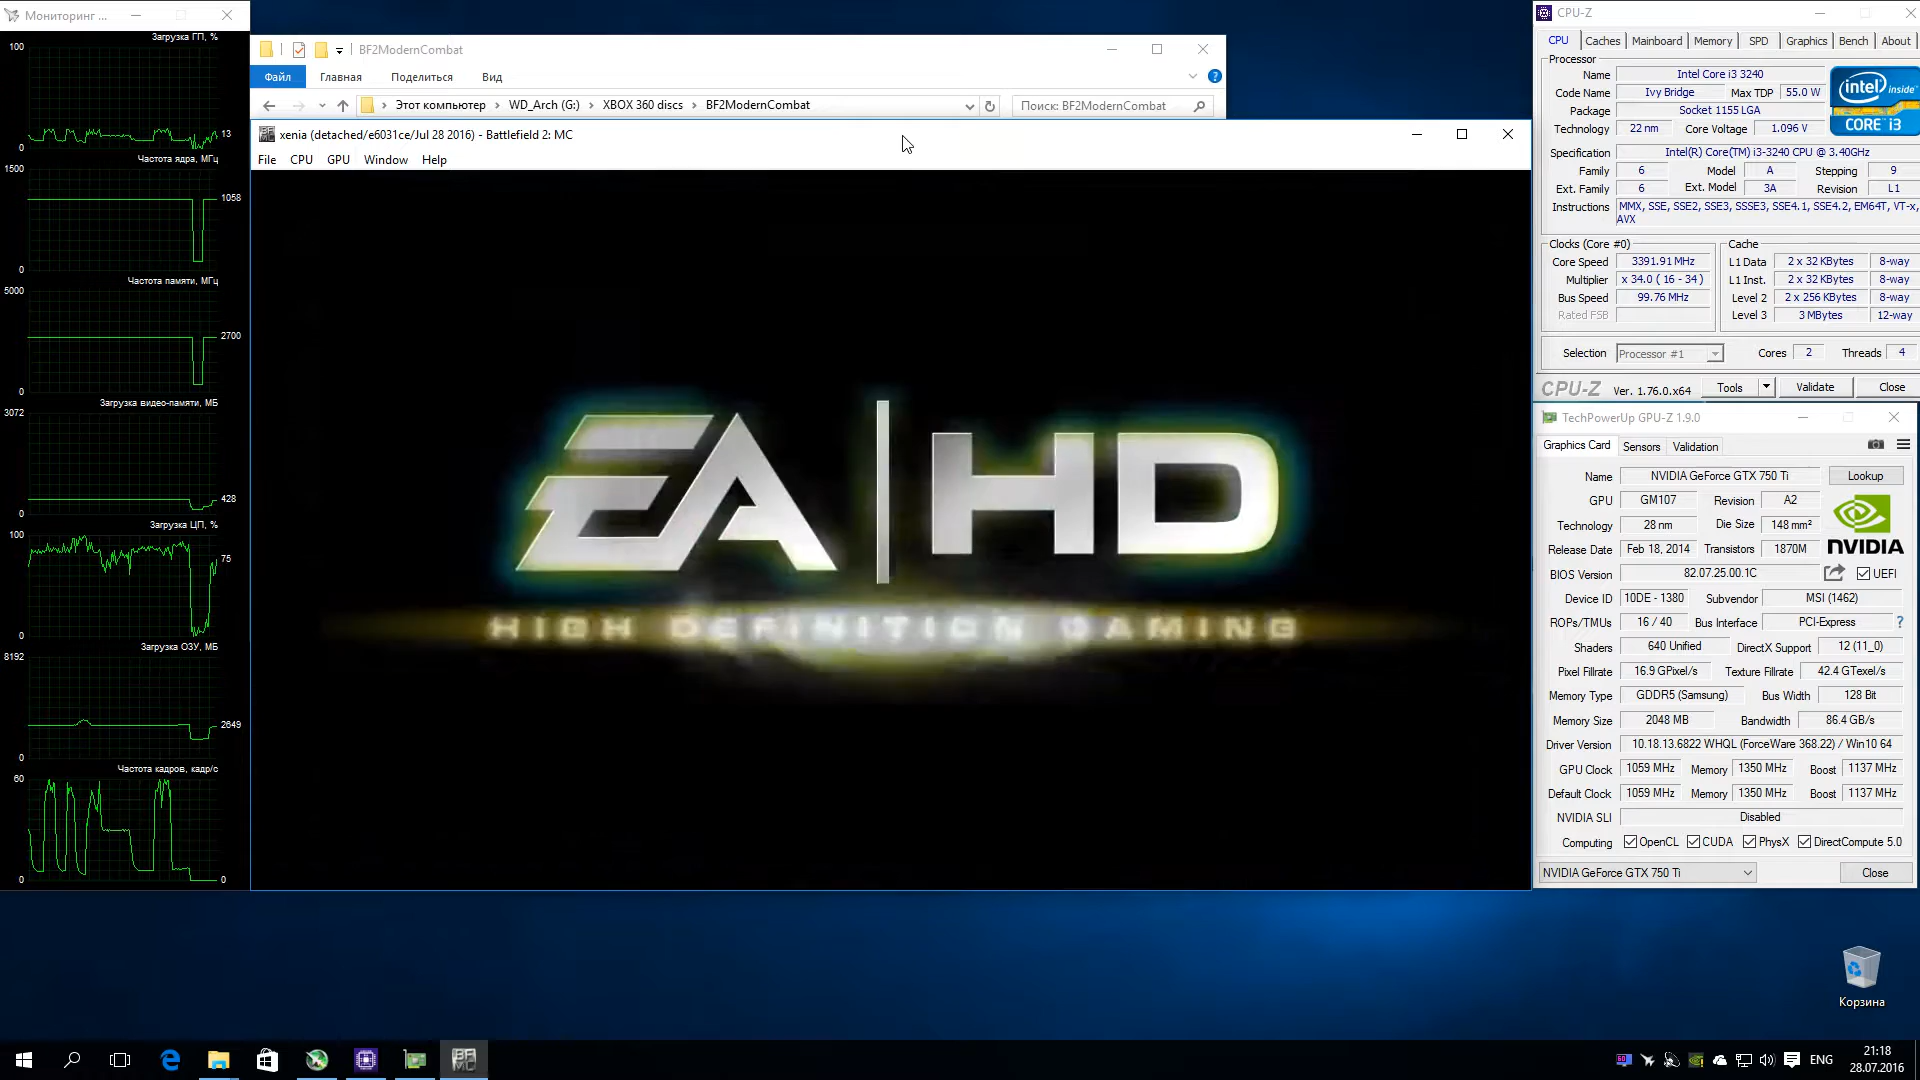 Мониторинг ...
Загрузка ГП, %
100
13
0
Частота ядра, МГц
1500
1058
0
Частота памяти, МГц
5000
2700
0
Загрузка видео-памяти, МБ
3072
428
0
Загрузка ЦП, %
100
75
0
Загрузка ОЗУ, МБ
8192
2649
0
Частота кадров, кадр/с
60
0
0
BF2ModernCombat
Файл Главная Поделиться Вид
Этот компьютер WD_Arch (G:) XBOX 360 discs BF2ModernCombat
Поиск: BF2ModernCombat
xenia (detached/e6031ce/Jul 28 2016) - Battlefield 2: MC
File CPU GPU Window Help
EA HD
HIGH DEFINITION GAMING
CPU-Z
CPU Caches Mainboard Memory SPD Graphics Bench About
Processor
Name Intel Core i3 3240
Code Name Ivy Bridge Max TDP 55.0 W
Package Socket 1155 LGA
Technology 22 nm Core Voltage 1.096 V
intel inside™
CORE i3
Specification Intel(R) Core(TM) i3-3240 CPU @ 3.40GHz
Family 6 Model A Stepping 9
Ext. Family 6 Ext. Model 3A Revision L1
Instructions MMX, SSE, SSE2, SSE3, SSSE3, SSE4.1, SSE4.2, EM64T, VT-x,
AVX
Clocks (Core #0)
Core Speed 3391.91 MHz
Multiplier x 34.0 ( 16 - 34 )
Bus Speed 99.76 MHz
Rated FSB
Cache
L1 Data 2 x 32 KBytes 8-way
L1 Inst. 2 x 32 KBytes 8-way
Level 2 2 x 256 KBytes 8-way
Level 3 3 MBytes 12-way
Selection Processor #1 Cores 2 Threads 4
CPU-Z Ver. 1.76.0.x64 Tools Validate Close
TechPowerUp GPU-Z 1.9.0
Graphics Card Sensors Validation
Name NVIDIA GeForce GTX 750 Ti Lookup
GPU GM107 Revision A2
Technology 28 nm Die Size 148 mm²
Release Date Feb 18, 2014 Transistors 1870M
NVIDIA
BIOS Version 82.07.25.00.1C UEFI
Device ID 10DE - 1380 Subvendor MSI (1462)
ROPs/TMUs 16 / 40 Bus Interface PCI-Express ?
Shaders 640 Unified DirectX Support 12 (11_0)
Pixel Fillrate 16.9 GPixel/s Texture Fillrate 42.4 GTexel/s
Memory Type GDDR5 (Samsung) Bus Width 128 Bit
Memory Size 2048 MB Bandwidth 86.4 GB/s
Driver Version 10.18.13.6822 WHQL (ForceWare 368.22) / Win10 64
GPU Clock 1059 MHz Memory 1350 MHz Boost 1137 MHz
Default Clock 1059 MHz Memory 1350 MHz Boost 1137 MHz
NVIDIA SLI Disabled
Computing OpenCL CUDA PhysX DirectCompute 5.0
NVIDIA GeForce GTX 750 Ti Close
Корзина
BF
MC
60
ENG
21:18
28.07.2016